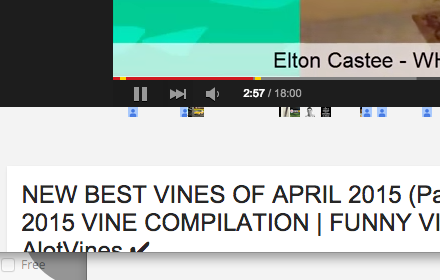 Elton Castee - WH
2:57 / 18:00
NEW BEST VINES OF APRIL 2015 (Pa
2015 VINE COMPILATION | FUNNY VI
AlotVines ✔
Free